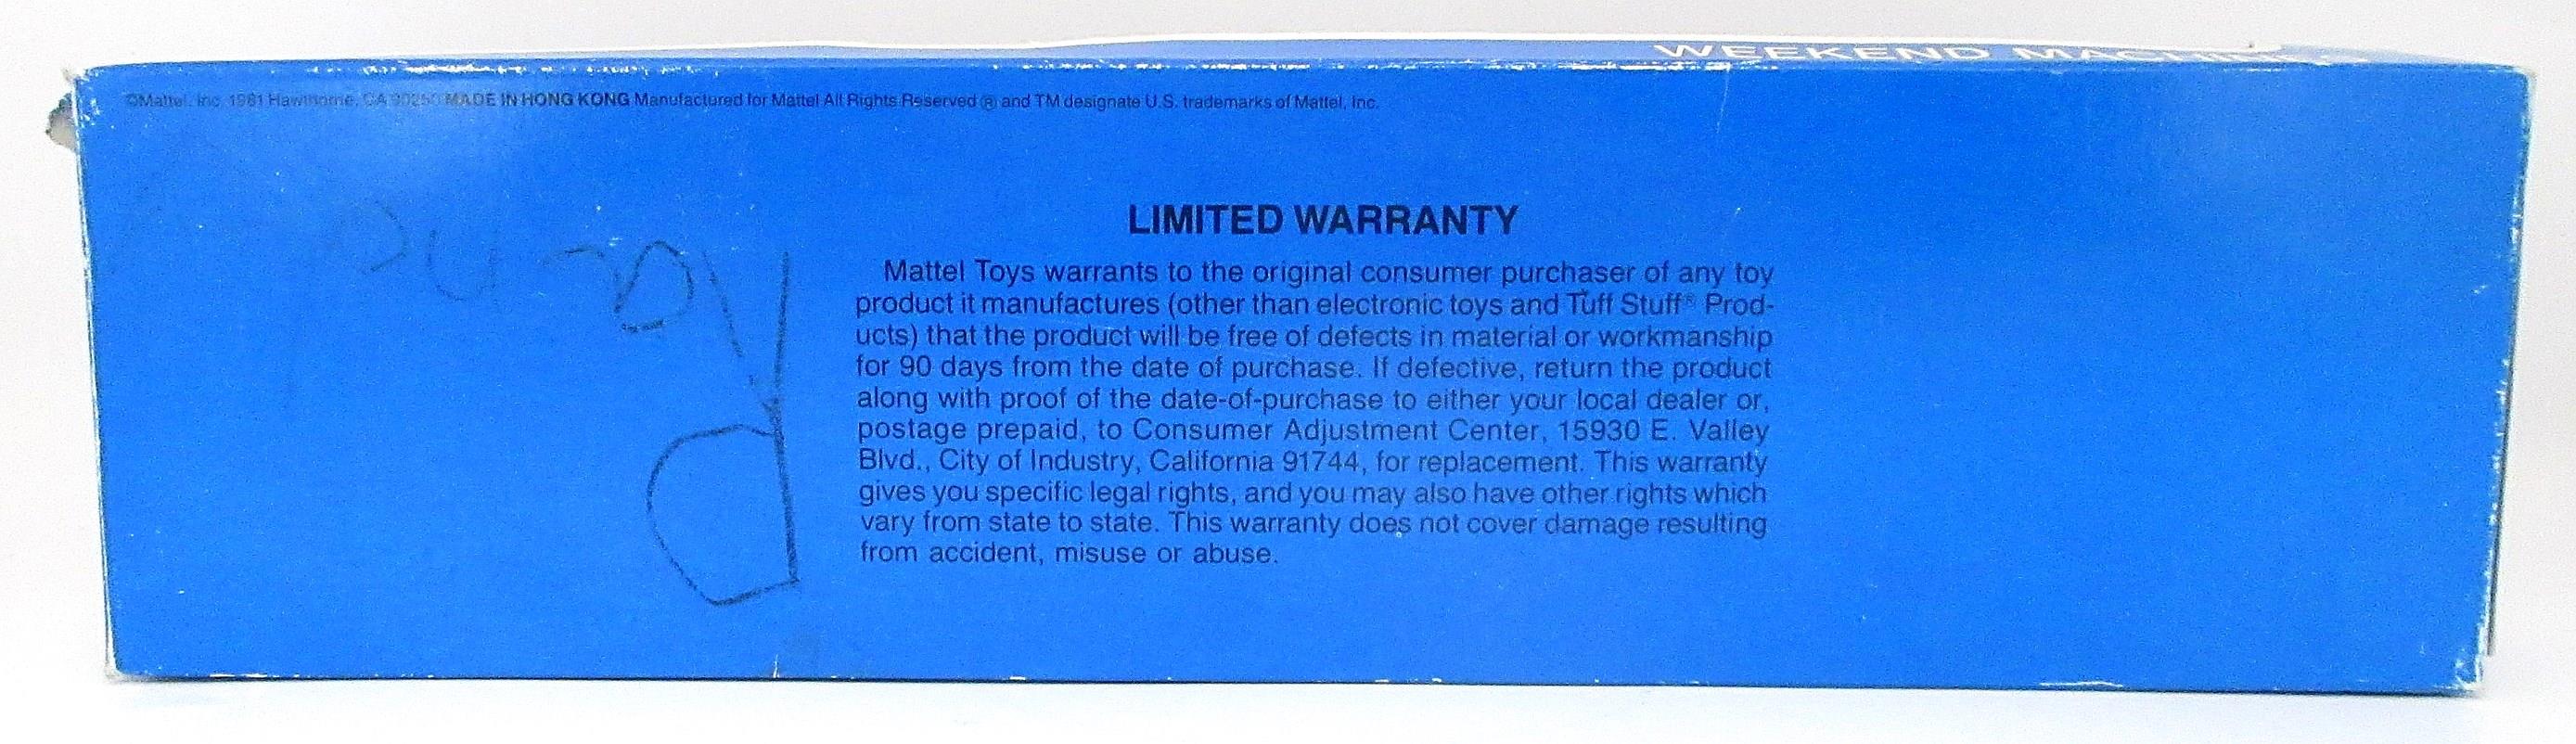 WEEKEND MACHINE
©Mattel, Inc. 1981 Hawthorne, CA 90250 MADE IN HONG KONG Manufactured for Mattel All Rights Reserved ® and TM designate U.S. trademarks of Mattel, Inc.
LIMITED WARRANTY
Mattel Toys warrants to the original consumer purchaser of any toy
product it manufactures (other than electronic toys and Tuff Stuff® Prod-
ucts) that the product will be free of defects in material or workmanship
for 90 days from the date of purchase. If defective, return the product
along with proof of the date-of-purchase to either your local dealer or,
postage prepaid, to Consumer Adjustment Center, 15930 E. Valley
Blvd., City of Industry, California 91744, for replacement. This warranty
gives you specific legal rights, and you may also have other rights which
vary from state to state. This warranty does not cover damage resulting
from accident, misuse or abuse.